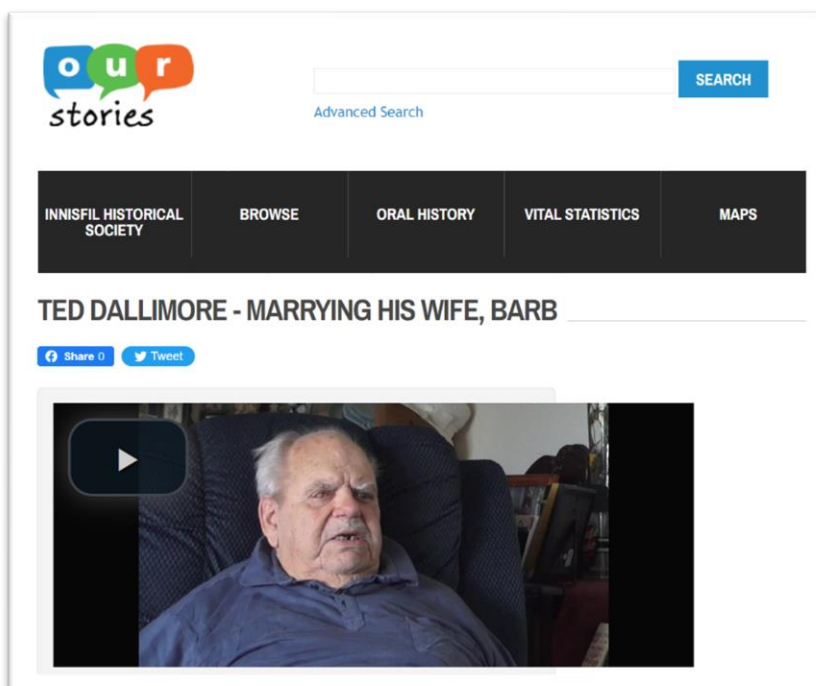 our
stories
SEARCH
Advanced Search
INNISFIL HISTORICAL
SOCIETY
BROWSE
ORAL HISTORY
VITAL STATISTICS
MAPS
TED DALLIMORE - MARRYING HIS WIFE, BARB
Share 0
Tweet